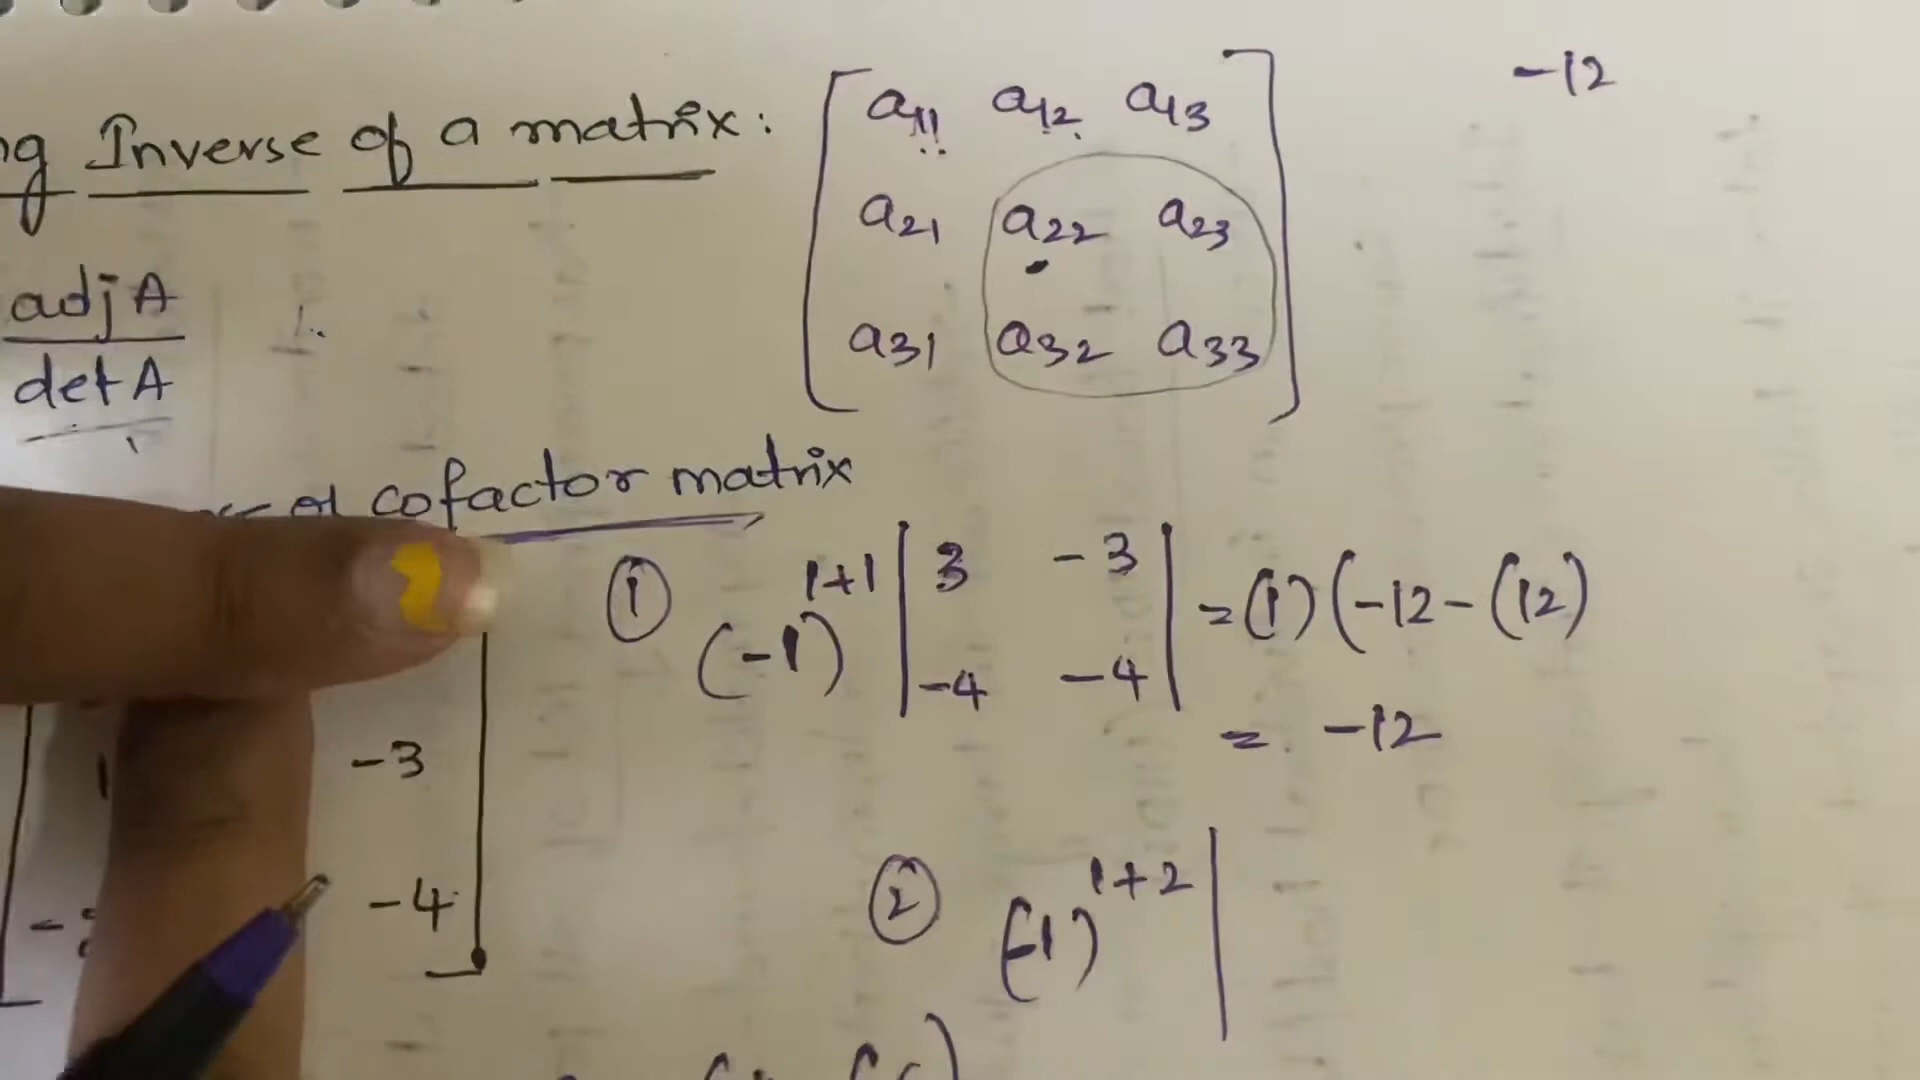 Inverse of a matrix:
a11 a12 a13
a21 a22 a23
a31 a32 a33
-12
adj A
det A
cofactor matrix
① (-1)^1+1 | 3 -3 | = (1)(-12-(12)
| -4 -4 |
= -12
-3
-4
② (-1)^1+2 |